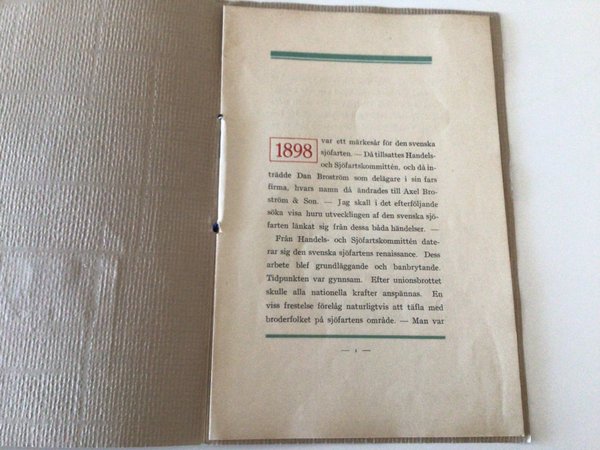 1898 var ett märkesår för den svenska
sjöfarten. — Då tillsattes Handels-
och Sjöfartskommittén, och då in-
trädde Dan Broström som delägare i sin fars
firma, hvars namn då ändrades till Axel Bro-
ström & Son. — Jag skall i det efterföljande
söka visa huru utvecklingen af den svenska sjö-
farten länkat sig från dessa båda händelser. —
Från Handels- och Sjöfartskommittén date-
rar sig den svenska sjöfartens renaissance. Dess
arbete blef grundläggande och banbrytande.
Tidpunkten var gynnsam. Efter unionsbrottet
skulle alla nationella krafter anspännas. En
viss frestelse förelåg naturligtvis att täfla med
broderfolket på sjöfartens område. — Man var